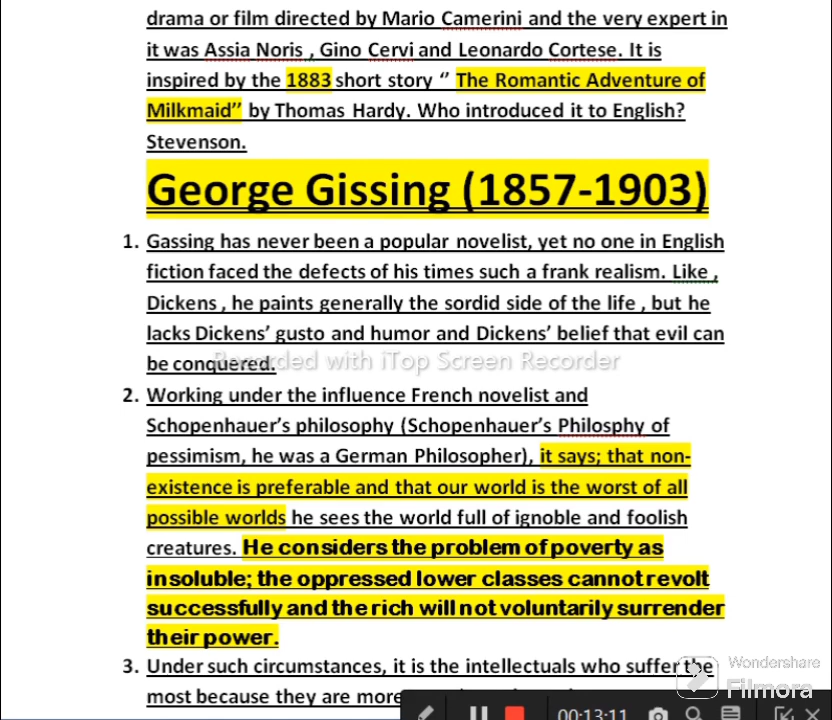 drama or film directed by Mario Camerini and the very expert in
it was Assia Noris , Gino Cervi and Leonardo Cortese. It is
inspired by the 1883 short story “ The Romantic Adventure of
Milkmaid” by Thomas Hardy. Who introduced it to English?
Stevenson.
George Gissing (1857-1903)
1. Gassing has never been a popular novelist, yet no one in English
fiction faced the defects of his times such a frank realism. Like ,
Dickens , he paints generally the sordid side of the life , but he
lacks Dickens’ gusto and humor and Dickens’ belief that evil can
be conquered.
Recorded with iTop Screen Recorder
2. Working under the influence French novelist and
Schopenhauer’s philosophy (Schopenhauer’s Philosphy of
pessimism, he was a German Philosopher), it says; that non-
existence is preferable and that our world is the worst of all
possible worlds he sees the world full of ignoble and foolish
creatures. He considers the problem of poverty as
insoluble; the oppressed lower classes cannot revolt
successfully and the rich will not voluntarily surrender
their power.
3. Under such circumstances, it is the intellectuals who suffer the
most because they are more
Wondershare
Filmora
00:13:11